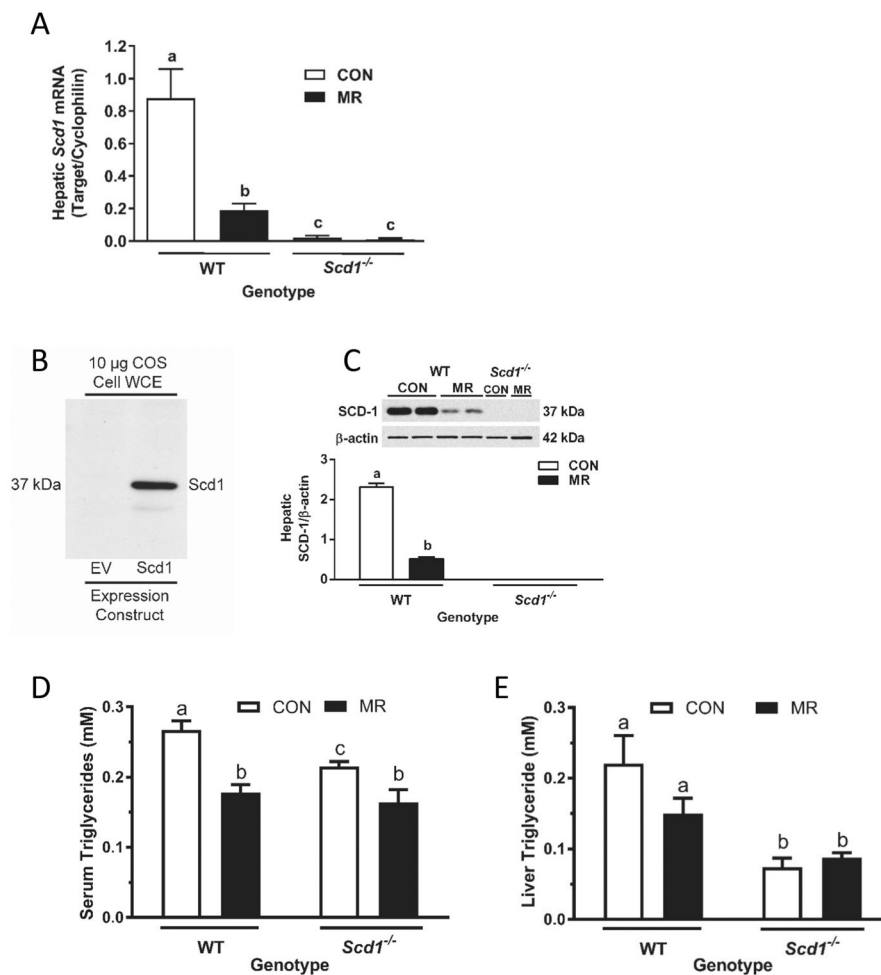 A
Hepatic Scd1 mRNA
(Target/Cyclophilin)
1.2
1.0
0.8
0.6
0.4
0.2
0.0
a
b
c
c
CON
MR
WT
Scd1-/-
Genotype
B
10 µg COS
Cell WCE
37 kDa
Scd1
EV
Scd1
Expression
Construct
C
WT
Scd1-/-
CON
MR
CON
MR
SCD-1
37 kDa
β-actin
42 kDa
Hepatic
SCD-1/β-actin
3
2
1
0
a
b
CON
MR
WT
Scd1-/-
Genotype
D
Serum Triglycerides (mM)
0.3
0.2
0.1
0.0
a
b
c
b
CON
MR
WT
Scd1-/-
Genotype
E
Liver Triglyceride (mM)
0.3
0.2
0.1
0.0
a
a
b
b
CON
MR
WT
Scd1-/-
Genotype